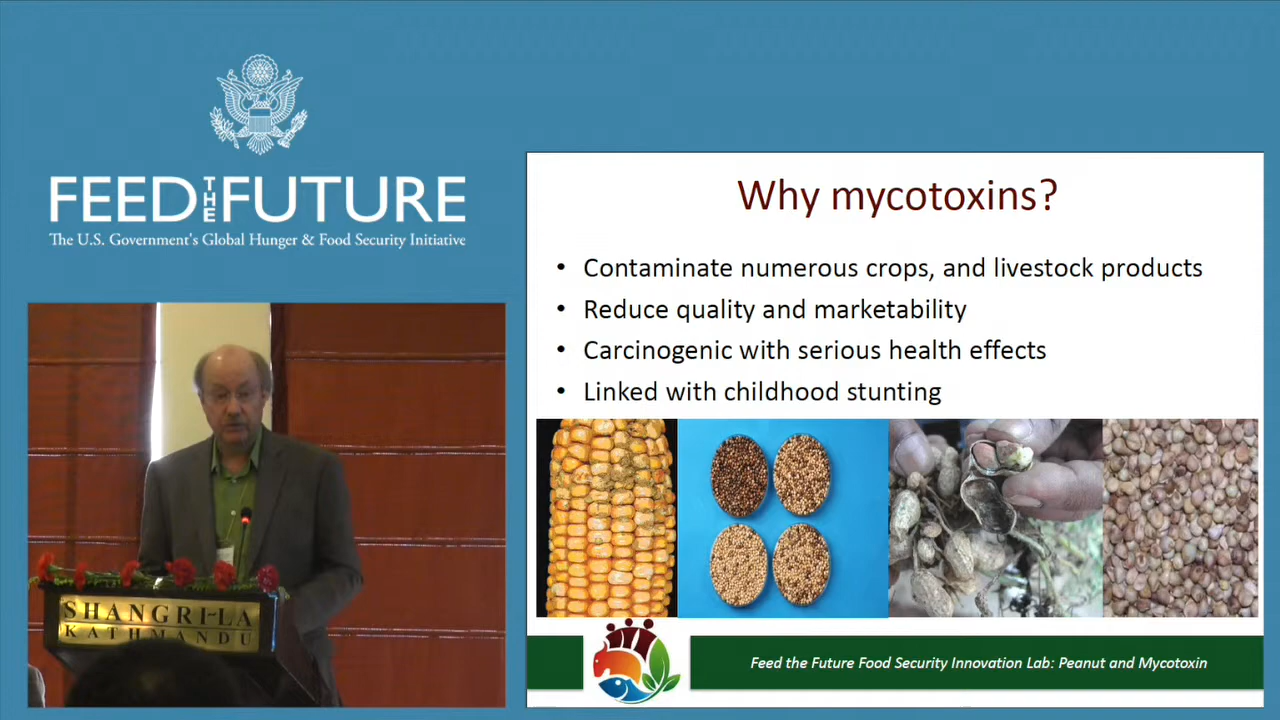 FEED THE FUTURE
The U.S. Government's Global Hunger & Food Security Initiative
Why mycotoxins?
• Contaminate numerous crops, and livestock products
• Reduce quality and marketability
• Carcinogenic with serious health effects
• Linked with childhood stunting
SHANGRI~LA
KATHMANDU
Feed the Future Food Security Innovation Lab: Peanut and Mycotoxin